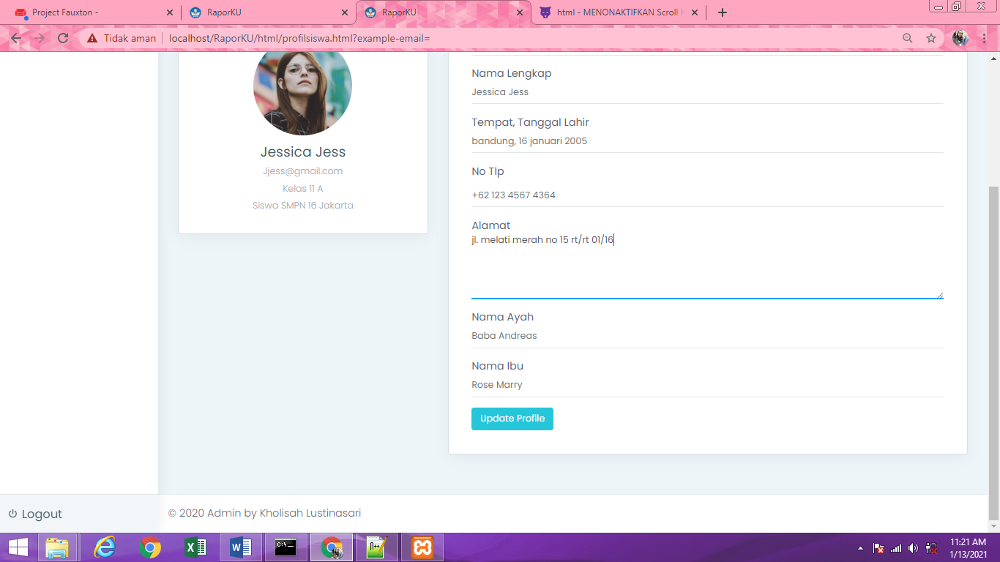 Project Fauxton -
RaporKU
RaporKU
html - MENONAKTIFKAN Scroll H
Tidak aman
localhost/RaporKU/html/profilsiswa.html?example-email=
Jessica Jess
Jjess@gmail.com
Kelas 11 A
Siswa SMPN 16 Jakarta
Nama Lengkap
Jessica Jess
Tempat, Tanggal Lahir
bandung, 16 januari 2005
No Tlp
+62 123 4567 4364
Alamat
jl. melati merah no 15 rt/rt 01/16
Nama Ayah
Baba Andreas
Nama Ibu
Rose Marry
Update Profile
Logout
© 2020 Admin by Kholisah Lustinasari
11:21 AM
1/13/2021